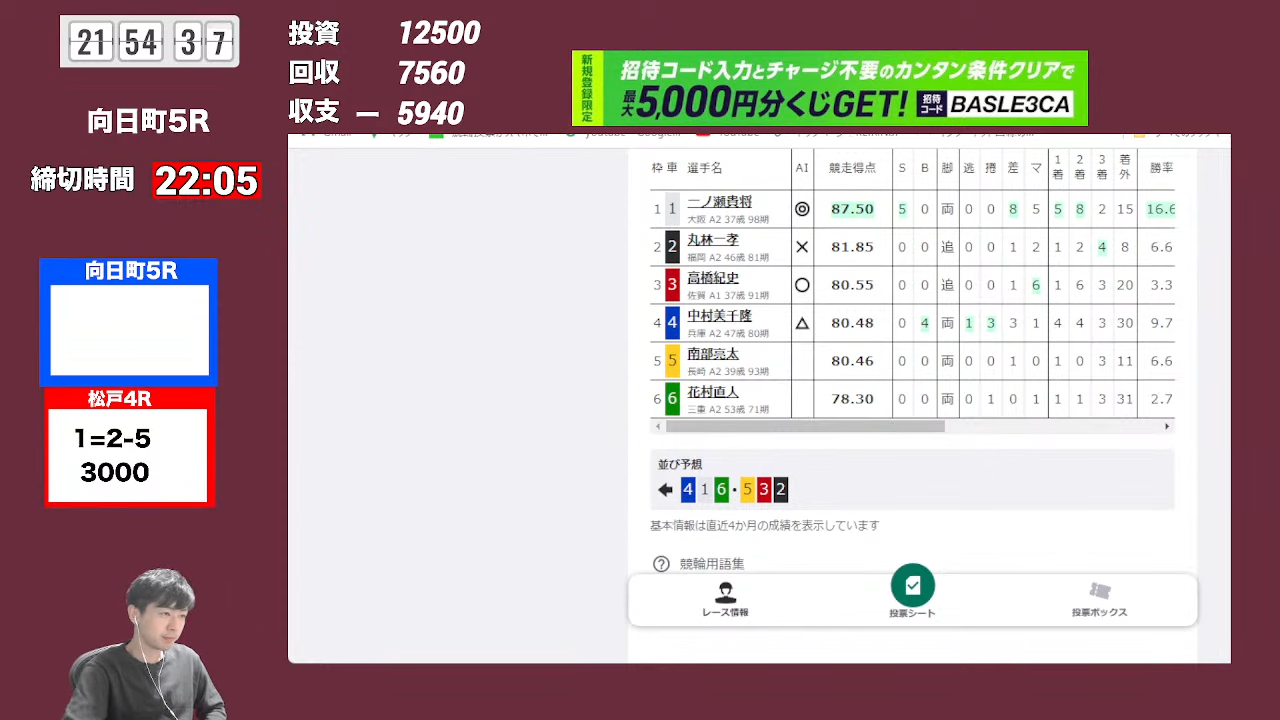 21 54 37
投資 12500
回収 7560
収支 － 5940
向日町5R
締切時間 22:05
新規登録限定
招待コード入力とチャージ不要のカンタン条件クリアで
最大5,000円分くじGET! 招待コード BASLE3CA
向日町5R
松戸4R
1=2-5
3000
枠 車 選手名 AI 競走得点 S B 脚 逃 捲 差 マ 1着 2着 3着 着外 勝率
1 1 一ノ瀬貴将 ◎ 87.50 5 0 両 0 0 8 5 5 8 2 15 16.6
大阪 A2 37歳 98期
2 2 丸林一孝 × 81.85 0 0 追 0 0 1 2 1 2 4 8 6.6
福岡 A2 46歳 81期
3 3 高橋紀史 ○ 80.55 0 0 追 0 0 1 6 1 6 3 20 3.3
佐賀 A1 37歳 91期
4 4 中村美千隆 △ 80.48 0 4 両 1 3 3 1 4 4 3 30 9.7
兵庫 A2 47歳 80期
5 5 南部亮太 80.46 0 0 両 0 0 1 0 1 0 3 11 6.6
長崎 A2 39歳 93期
6 6 花村直人 78.30 0 0 両 0 1 0 1 1 1 3 31 2.7
三重 A2 53歳 71期
並び予想
← 4 1 6 · 5 3 2
基本情報は直近4か月の成績を表示しています
? 競輪用語集
レース情報
投票シート
投票ボックス